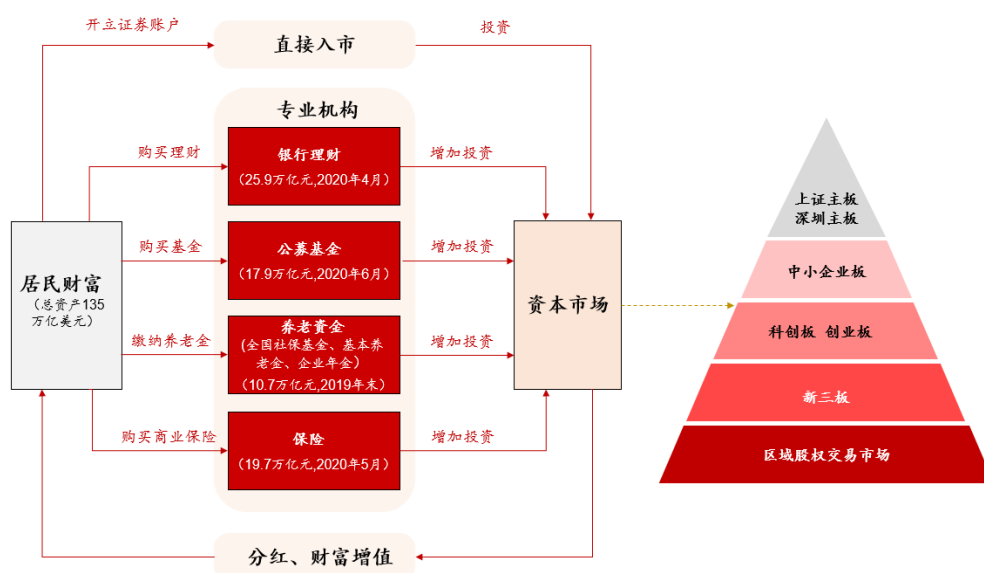 开立证券账户
直接入市
投资
专业机构
购买理财
银行理财
（25.9万亿元,2020年4月）
增加投资
购买基金
公募基金
（17.9万亿元,2020年6月）
增加投资
居民财富
（总资产135
万亿美元）
缴纳养老金
养老资金
(全国社保基金、基本养
老金、企业年金）
（10.7万亿元,2019年末）
增加投资
购买商业保险
保险
（19.7万亿元,2020年5月）
增加投资
资本市场
分红、财富增值
上证主板
深圳主板
中小企业板
科创板 创业板
新三板
区域股权交易市场